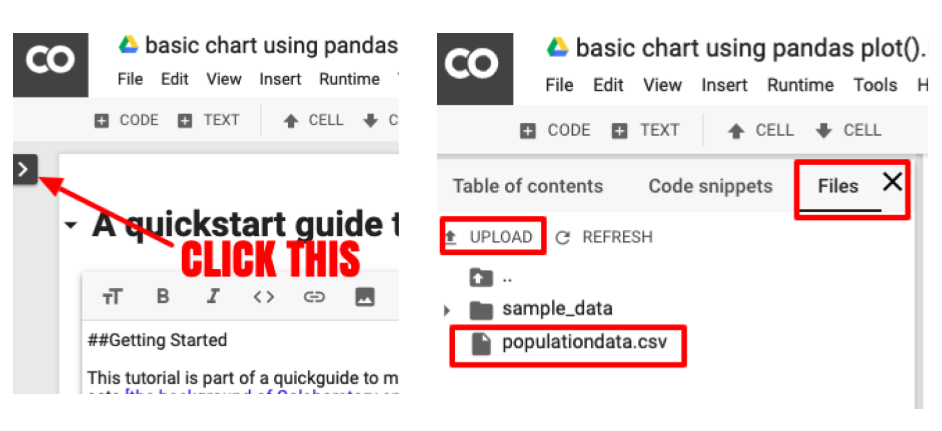 CO
basic chart using pandas
File Edit View Insert Runtime
CODE TEXT CELL C
A quickstart guide t
CLICK THIS
TT B I <>
##Getting Started
This tutorial is part of a quickguide to m
CO
basic chart using pandas plot().
File Edit View Insert Runtime Tools H
CODE TEXT CELL CELL
Table of contents Code snippets Files
UPLOAD REFRESH
..
sample_data
populationdata.csv